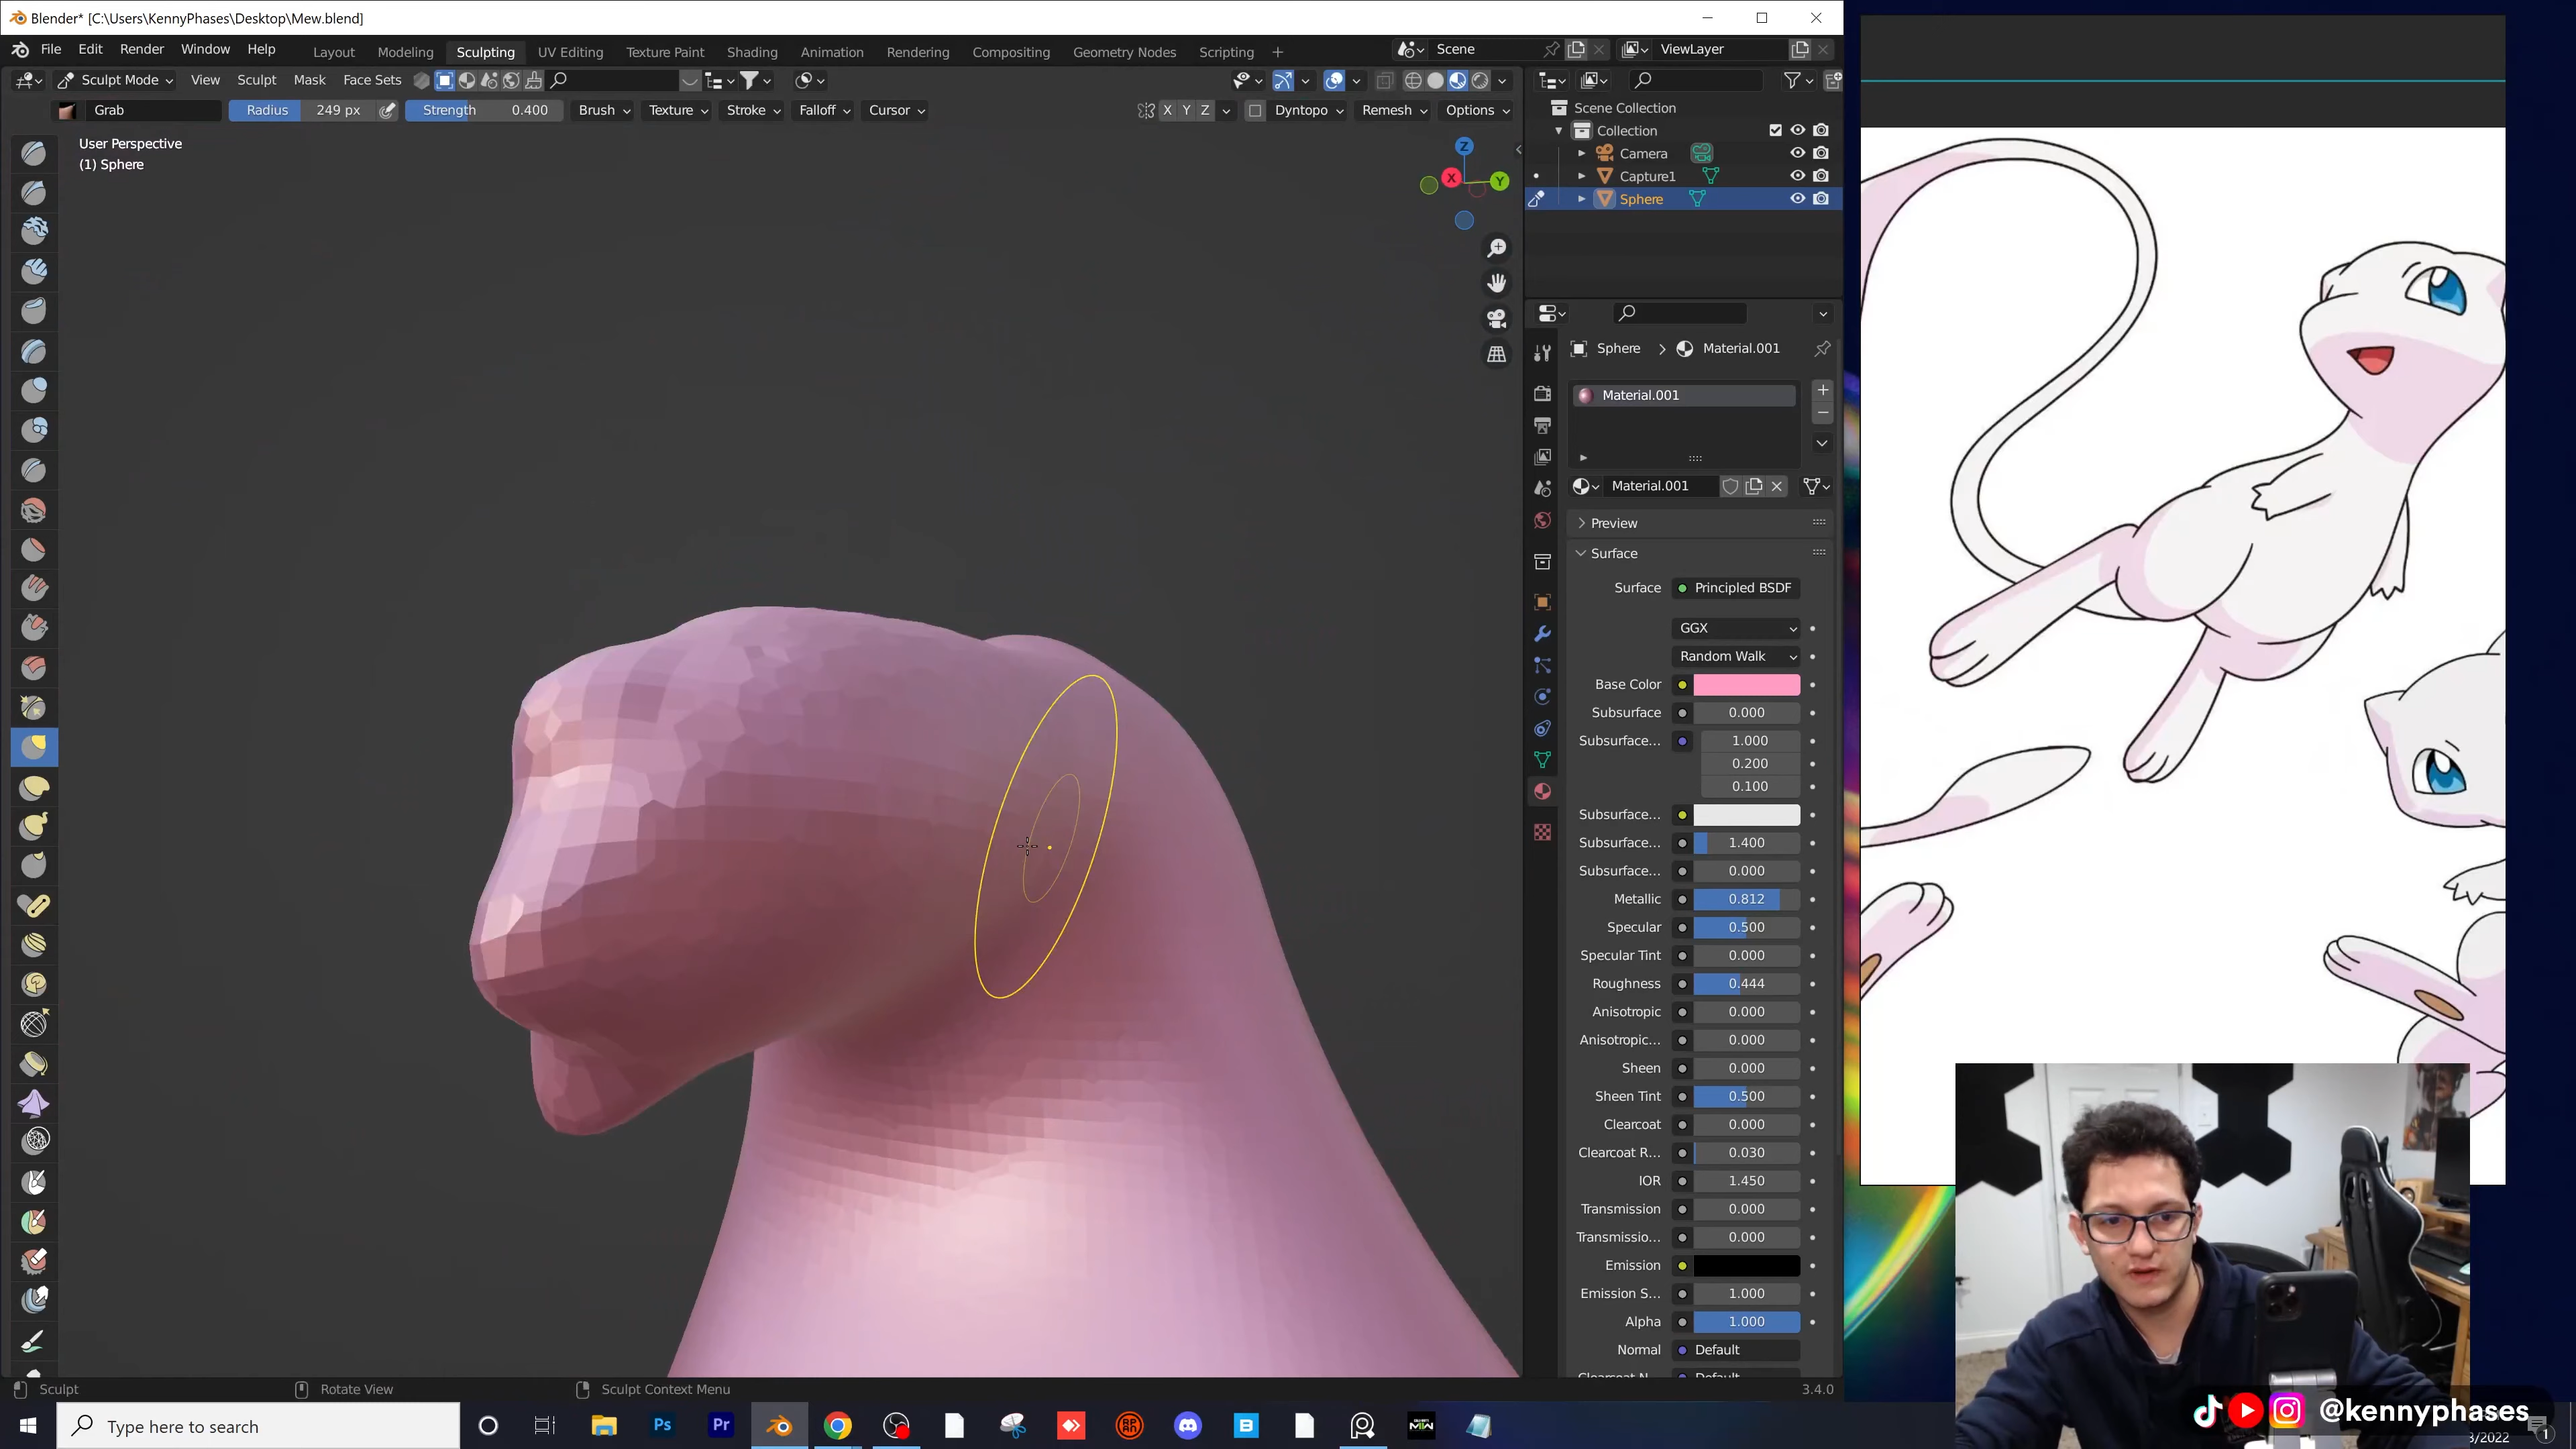 Blender* [C:\Users\KennyPhases\Desktop\Mew.blend]
File Edit Render Window Help Layout Modeling Sculpting UV Editing Texture Paint Shading Animation Rendering Compositing Geometry Nodes Scripting + Scene ViewLayer
Sculpt Mode View Sculpt Mask Face Sets
Grab Radius 249 px Strength 0.400 Brush Texture Stroke Falloff Cursor X Y Z Dyntopo Remesh Options
User Perspective
(1) Sphere
Z
X
Y
Scene Collection
Collection
Camera
Capture1
Sphere
Sphere > Material.001
Material.001
Material.001
Preview
Surface
Surface Principled BSDF
GGX
Random Walk
Base Color
Subsurface 0.000
Subsurface... 1.000
0.200
0.100
Subsurface...
Subsurface... 1.400
Subsurface... 0.000
Metallic 0.812
Specular 0.500
Specular Tint 0.000
Roughness 0.444
Anisotropic 0.000
Anisotropic... 0.000
Sheen 0.000
Sheen Tint 0.500
Clearcoat 0.000
Clearcoat R... 0.030
IOR 1.450
Transmission 0.000
Transmissio... 0.000
Emission
Emission S... 1.000
Alpha 1.000
Normal Default
Sculpt Rotate View Sculpt Context Menu 3.4.0
Type here to search
Ps
Pr
B
MW
@kennyphases
3/2022
1